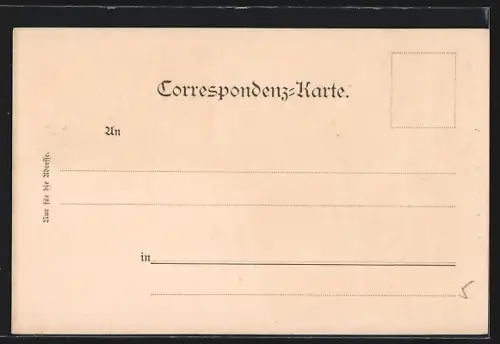 Correspondenz-Karte.
An
Nur für die Adresse.
in
5